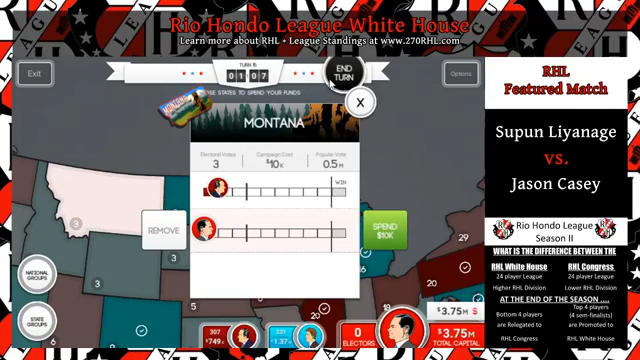 Rio Hondo League White House
Learn more about RHL • League Standings at www.270RHL.com
Exit
TURN 15
01:07
END
TURN
Options
SE STATES TO SPEND YOUR FUNDS
X
MONTANA
MONTANA
Electoral Votes
3
Campaign Cost
$10K
Popular Vote
0.5M
WIN
REMOVE
SPEND
$10K
3
3
3
6
5
20
20
16
29
NATIONAL
GROUPS
STATE
GROUPS
307
$749
231
$1.37
0
ELECTORS
$3.75M $
$3.75M
TOTAL CAPITAL
RHL
Featured Match
Supun Liyanage
vs.
Jason Casey
Rio Hondo League
Season II
WHAT IS THE DIFFERENCE BETWEEN
RHL White House
24 player League
Higher RHL Division
RHL Congress
24 player League
Lower RHL Division
AT THE END OF THE SEASON ....
Bottom 4 players
are Relegated to
RHL Congress
Top 4 players
(4 semi-finalists)
are Promoted to
RHL White House